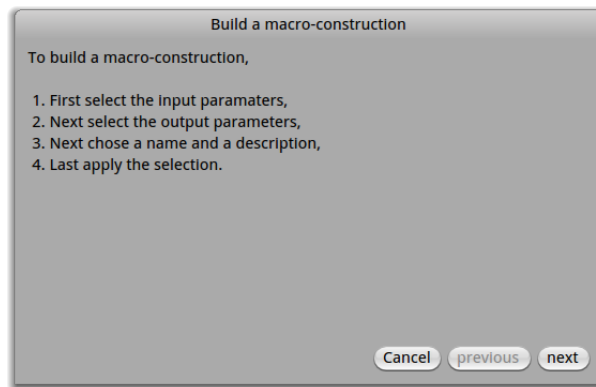 Build a macro-construction
To build a macro-construction,
1. First select the input paramaters,
2. Next select the output parameters,
3. Next chose a name and a description,
4. Last apply the selection.
Cancel previous next